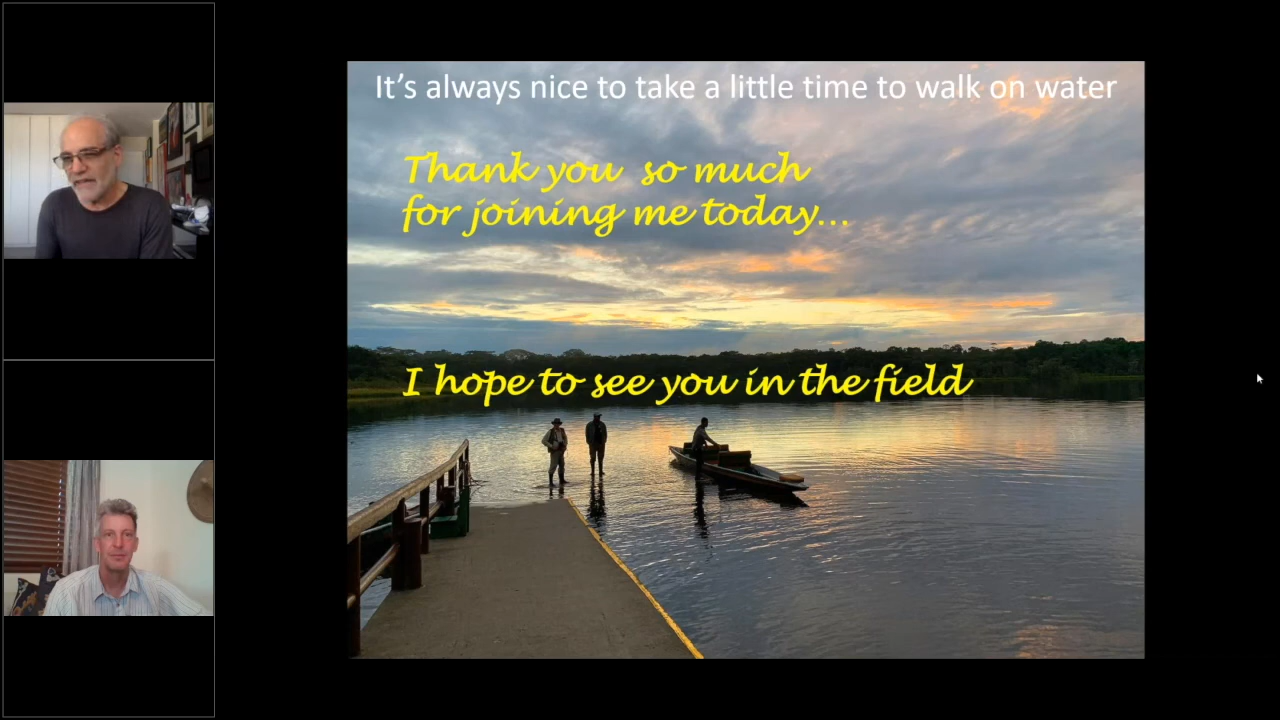 It's always nice to take a little time to walk on water
Thank you so much
for joining me today...
I hope to see you in the field